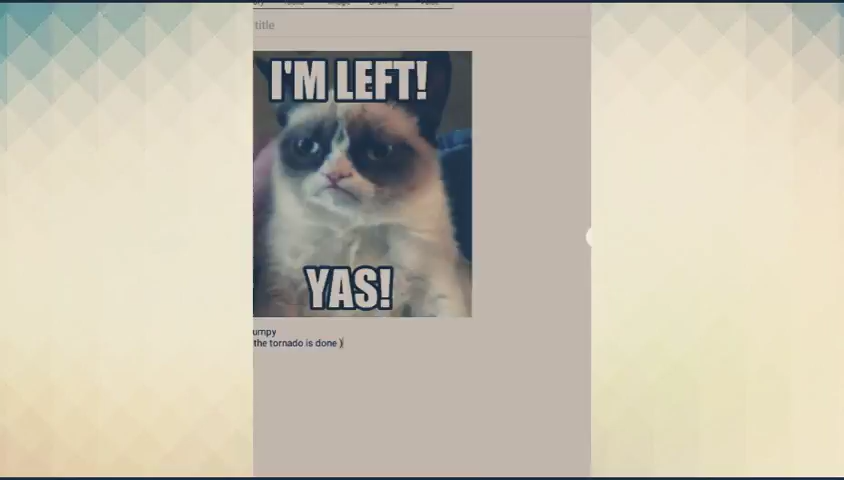 title
I'M LEFT!
YAS!
umpy
the tornado is done )